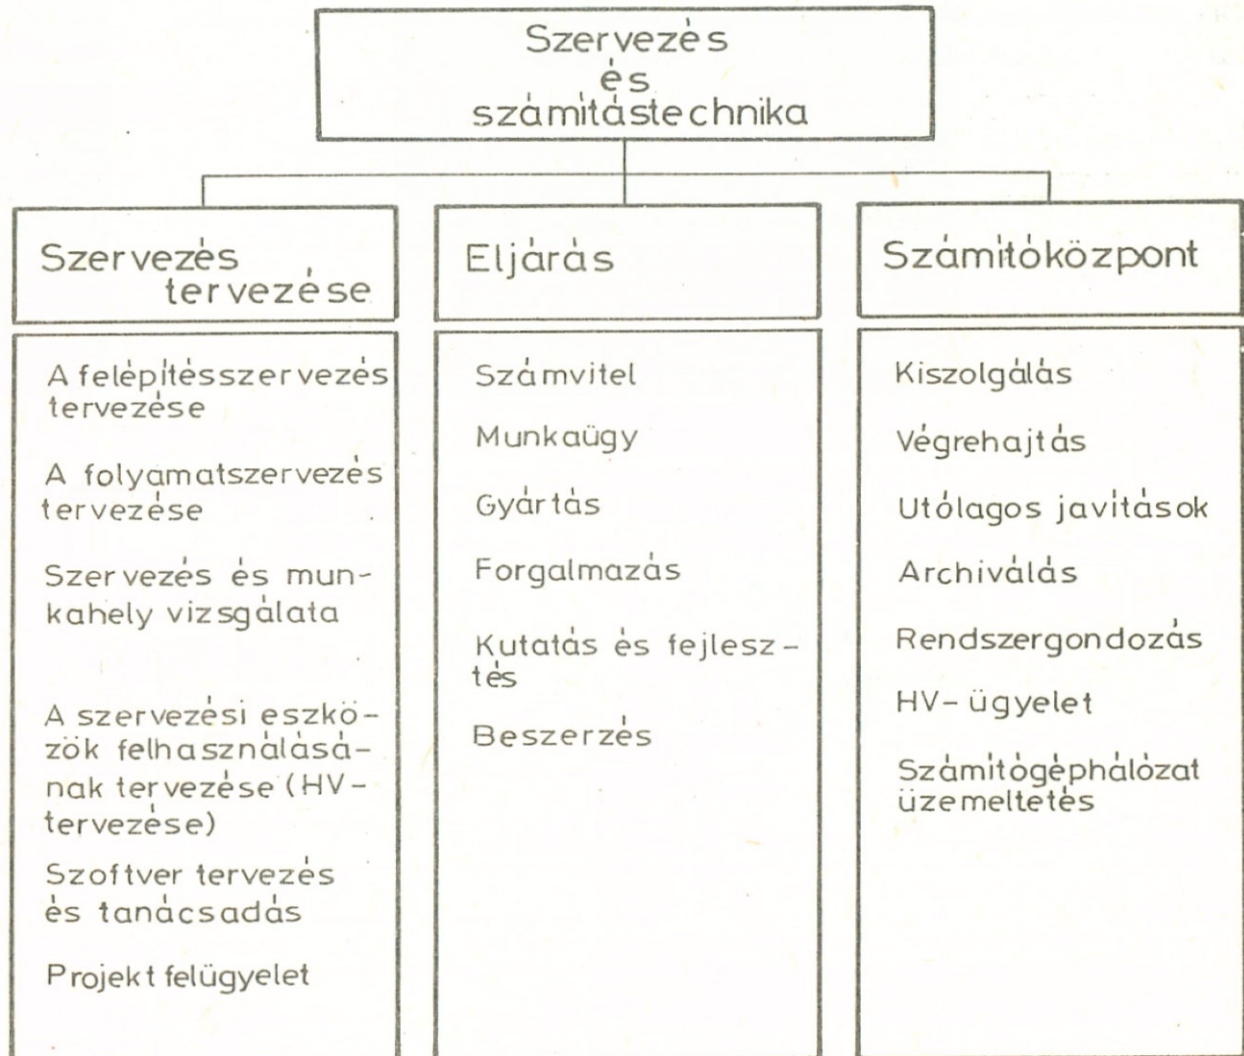 Szervezés
és
számítástechnika
Szervezés
tervezése
A felépítésszervezés
tervezése
A folyamatszervezés
tervezése
Szervezés és mun-
kahely vizsgálata
A szervezési eszkö-
zök felhasználásá-
nak tervezése (HV-
tervezése)
Szoftver tervezés
és tanácsadás
Projekt felügyelet
Eljárás
Számvitel
Munkaügy
Gyártás
Forgalmazás
Kutatás és fejlesz-
tés
Beszerzés
Számítóközpont
Kiszolgálás
Végrehajtás
Utólagos javítások
Archiválás
Rendszergondozás
HV-ügyelet
Számítógéphálózat
üzemeltetés